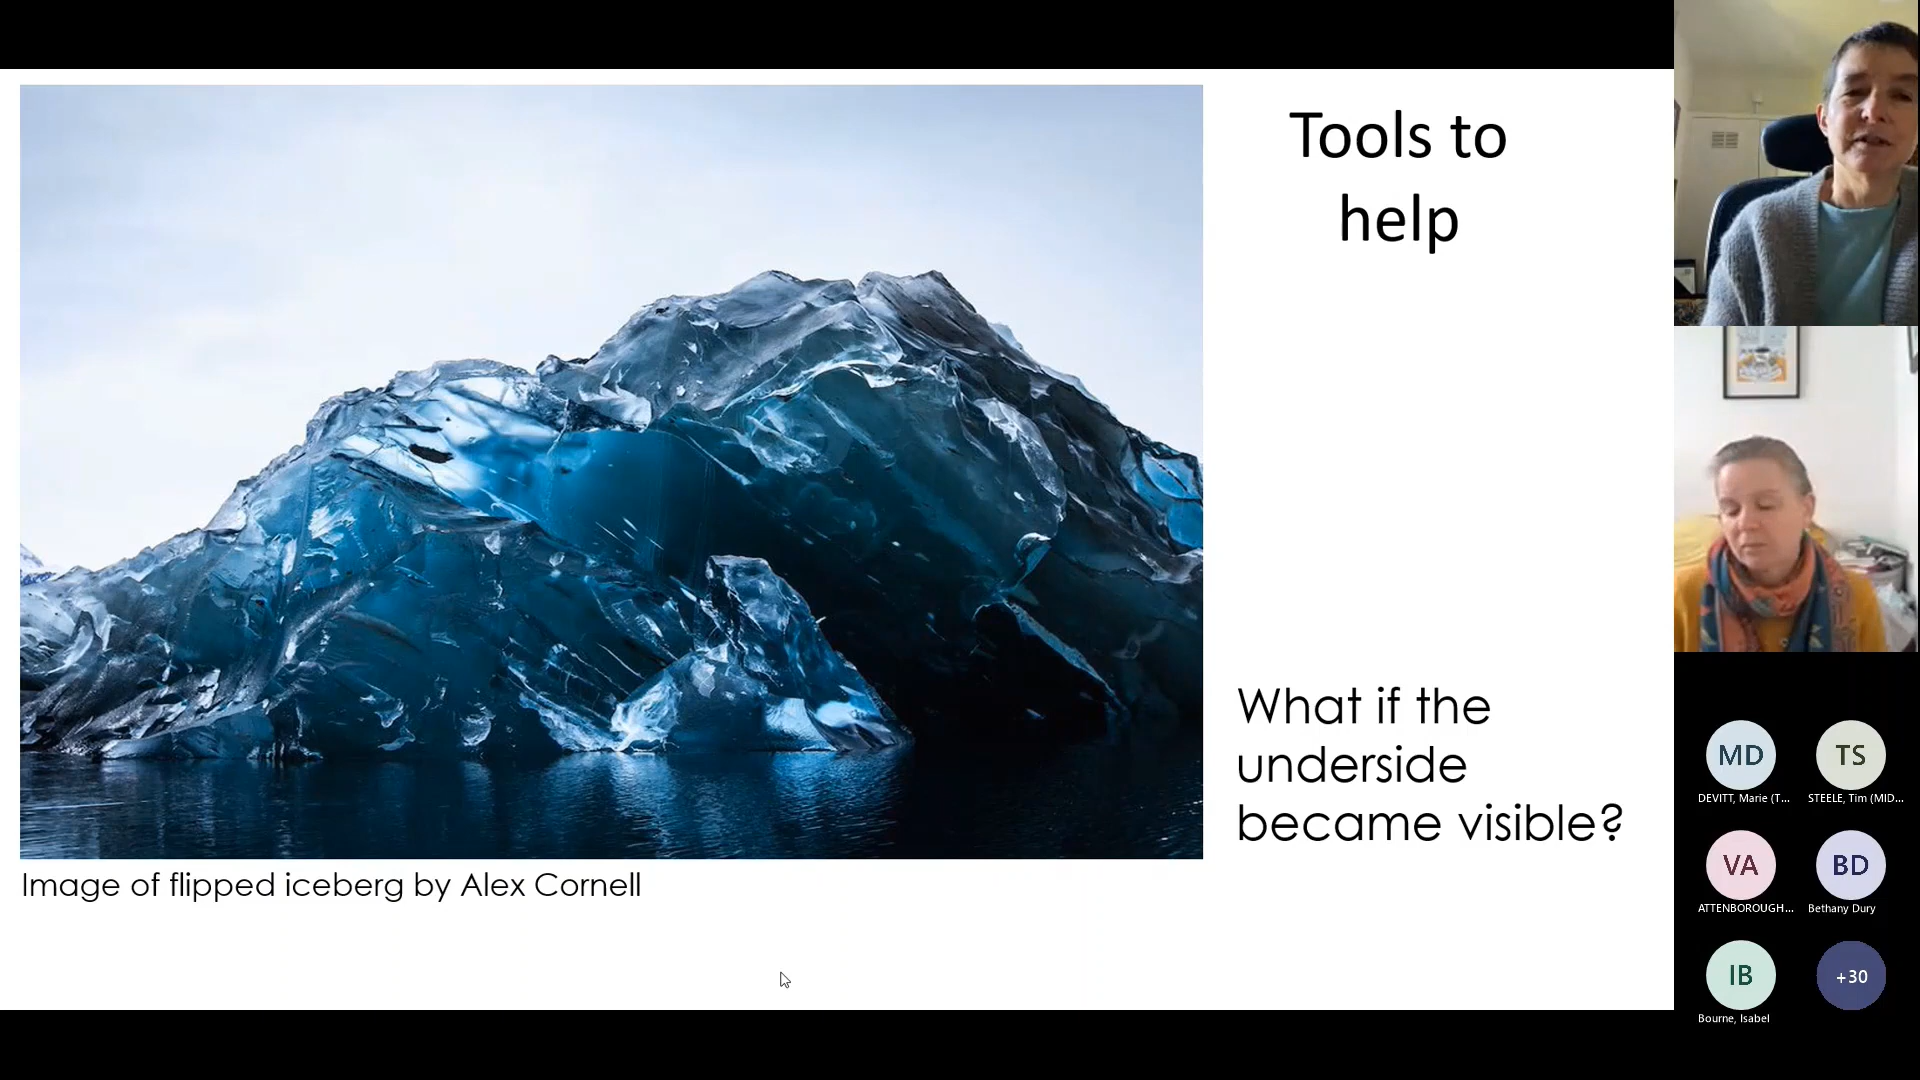 Tools to
help
What if the
underside
became visible?
Image of flipped iceberg by Alex Cornell
MD
TS
DEVITT, Marie (T...
STEELE, Tim (MID...
VA
BD
ATTENBOROUGH...
Bethany Dury
IB
+30
Bourne, Isabel